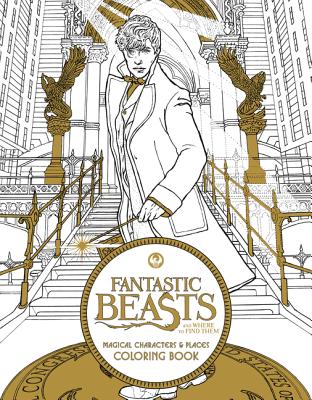 FANTASTIC
BEASTS
AND WHERE
TO FIND THEM
MAGICAL CHARACTERS & PLACES
COLORING BOOK